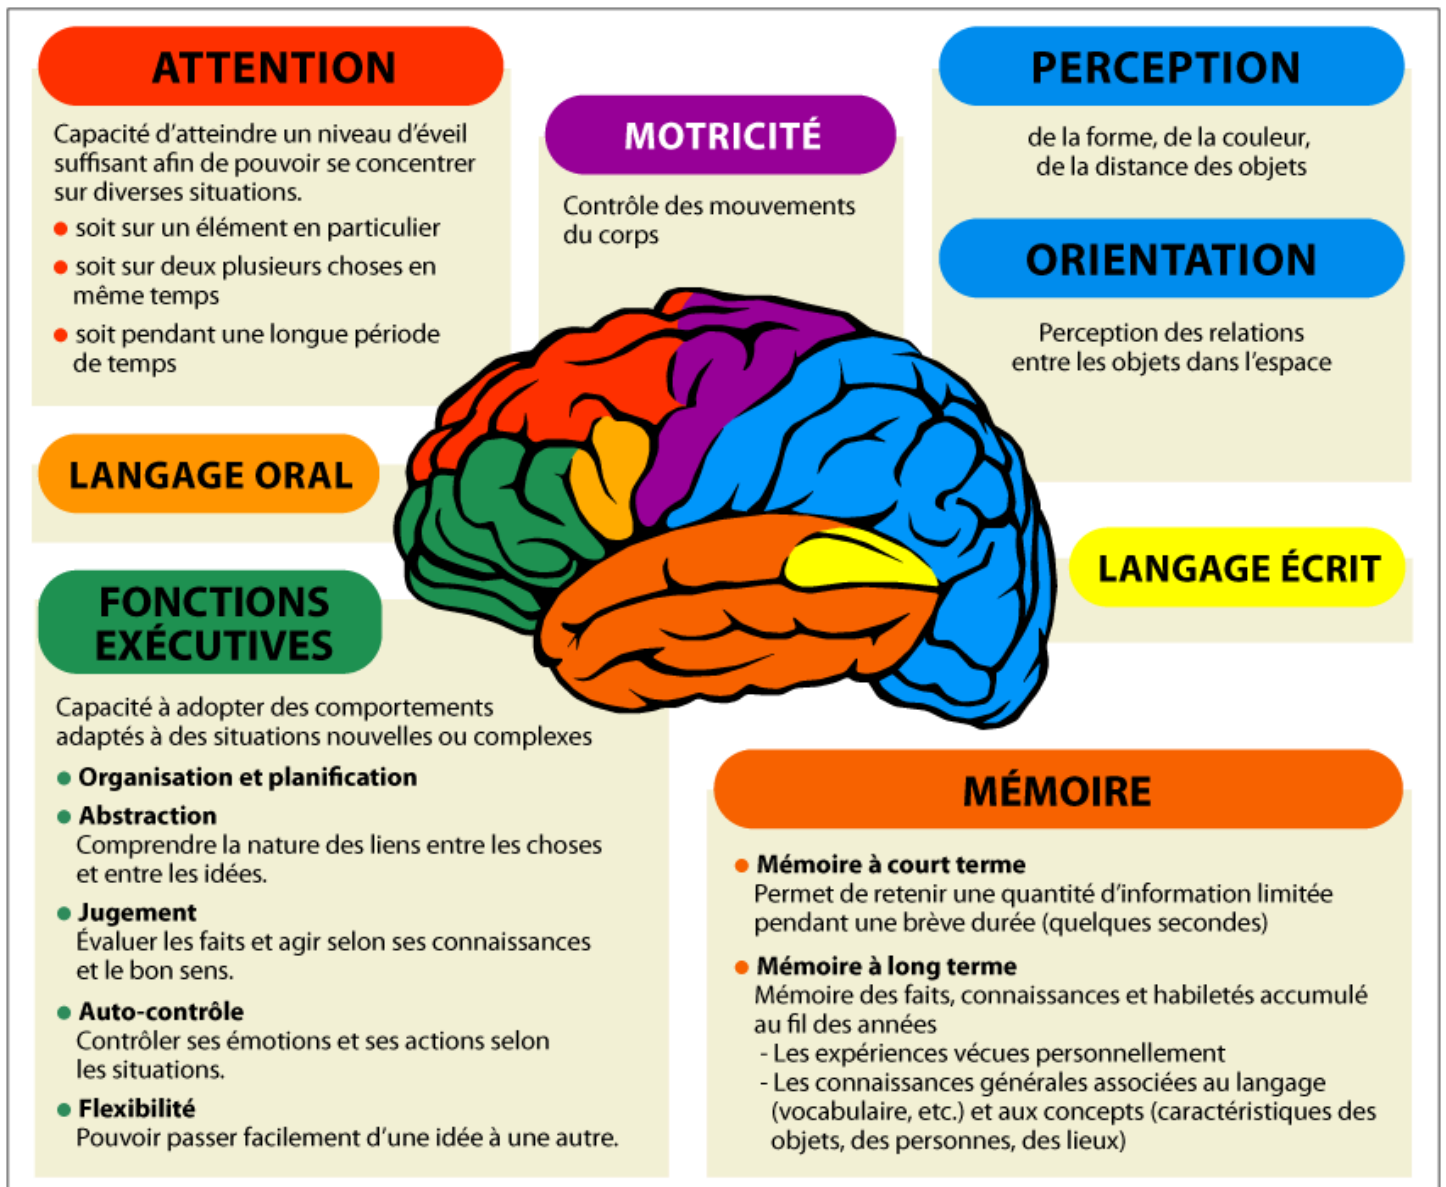 ATTENTION
Capacité d'atteindre un niveau d'éveil
suffisant afin de pouvoir se concentrer
sur diverses situations.
● soit sur un élément en particulier
● soit sur deux plusieurs choses en
même temps
● soit pendant une longue période
de temps
MOTRICITÉ
Contrôle des mouvements
du corps
PERCEPTION
de la forme, de la couleur,
de la distance des objets
ORIENTATION
Perception des relations
entre les objets dans l'espace
LANGAGE ORAL
LANGAGE ÉCRIT
FONCTIONS
EXÉCUTIVES
Capacité à adopter des comportements
adaptés à des situations nouvelles ou complexes
● Organisation et planification
● Abstraction
Comprendre la nature des liens entre les choses
et entre les idées.
● Jugement
Évaluer les faits et agir selon ses connaissances
et le bon sens.
● Auto-contrôle
Contrôler ses émotions et ses actions selon
les situations.
● Flexibilité
Pouvoir passer facilement d'une idée à une autre.
MÉMOIRE
● Mémoire à court terme
Permet de retenir une quantité d'information limitée
pendant une brève durée (quelques secondes)
● Mémoire à long terme
Mémoire des faits, connaissances et habiletés accumulé
au fil des années
- Les expériences vécues personnellement
- Les connaissances générales associées au langage
(vocabulaire, etc.) et aux concepts (caractéristiques des
objets, des personnes, des lieux)